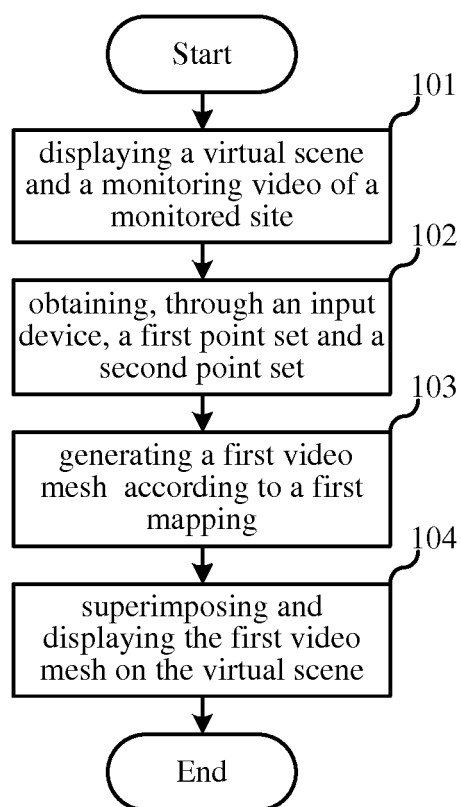 Start
101
displaying a virtual scene
and a monitoring video of a
monitored site
102
obtaining, through an input
device, a first point set and a
second point set
103
generating a first video
mesh according to a first
mapping
104
superimposing and
displaying the first video
mesh on the virtual scene
End